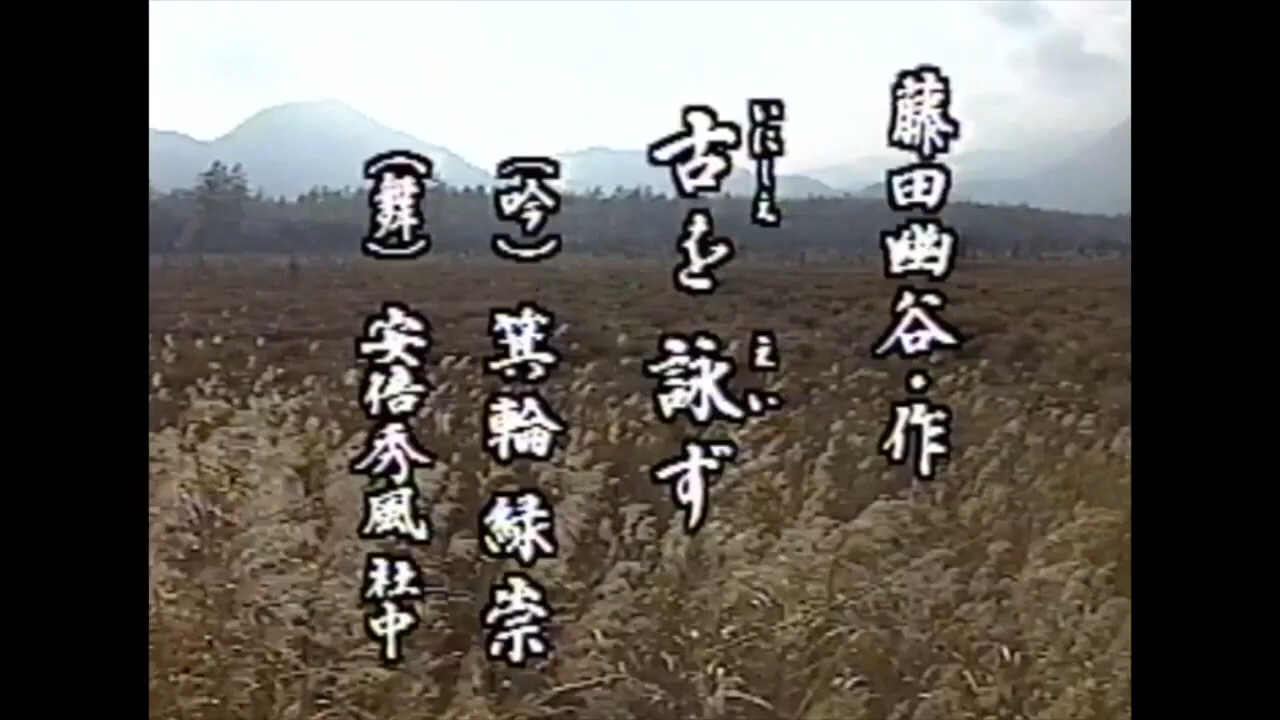 藤田幽谷・作
古を詠ず
いにしえ
えい
(吟) 箕輪緑崇
(舞) 安倍秀風社中